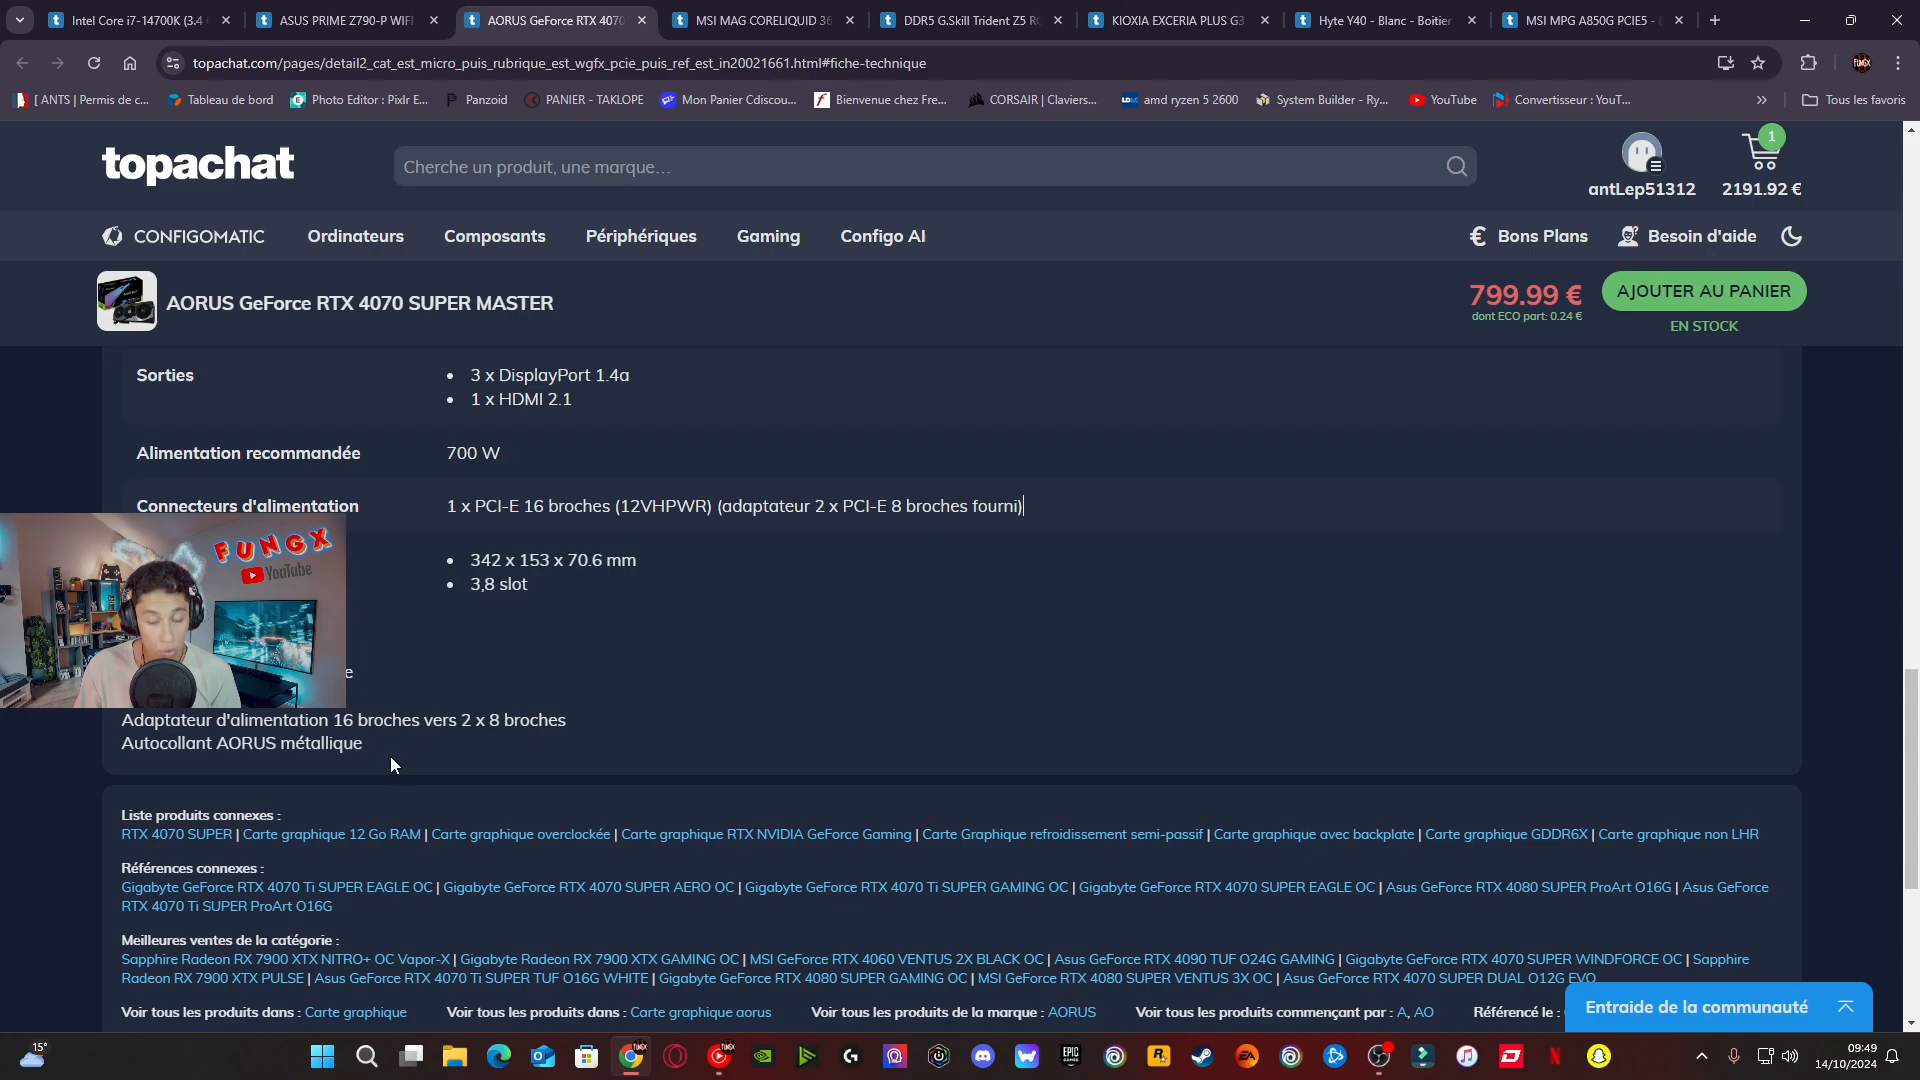 Intel Core i7-14700K (3.4
ASUS PRIME Z790-P WIFI
AORUS GeForce RTX 4070
MSI MAG CORELIQUID 36
DDR5 G.Skill Trident Z5 RG
KIOXIA EXCERIA PLUS G3
Hyte Y40 - Blanc - Boitier
MSI MPG A850G PCIE5 -
topachat.com/pages/detail2_cat_est_micro_puis_rubrique_est_wgfx_pcie_puis_ref_est_in20021661.html#fiche-technique
[ ANTS | Permis de c...
Tableau de bord
Photo Editor : Pixlr E...
Panzoid
PANIER - TAKLOPE
Mon Panier Cdiscou...
Bienvenue chez Fre...
CORSAIR | Claviers...
amd ryzen 5 2600
System Builder - Ry...
YouTube
Convertisseur : YouT...
Tous les favoris
topachat
Cherche un produit, une marque...
antLep51312
1
2191.92 €
CONFIGOMATIC
Ordinateurs
Composants
Périphériques
Gaming
Configo AI
Bons Plans
Besoin d'aide
AORUS GeForce RTX 4070 SUPER MASTER
799.99 €
dont ECO part: 0.24 €
AJOUTER AU PANIER
EN STOCK
Sorties
3 x DisplayPort 1.4a
1 x HDMI 2.1
Alimentation recommandée
700 W
Connecteurs d'alimentation
1 x PCI-E 16 broches (12VHPWR) (adaptateur 2 x PCI-E 8 broches fourni)
342 x 153 x 70.6 mm
3,8 slot
FUNGX
YouTube
e
Adaptateur d'alimentation 16 broches vers 2 x 8 broches
Autocollant AORUS métallique
Liste produits connexes :
RTX 4070 SUPER | Carte graphique 12 Go RAM | Carte graphique overclockée | Carte graphique RTX NVIDIA GeForce Gaming | Carte Graphique refroidissement semi-passif | Carte graphique avec backplate | Carte graphique GDDR6X | Carte graphique non LHR
Références connexes :
Gigabyte GeForce RTX 4070 Ti SUPER EAGLE OC | Gigabyte GeForce RTX 4070 SUPER AERO OC | Gigabyte GeForce RTX 4070 Ti SUPER GAMING OC | Gigabyte GeForce RTX 4070 SUPER EAGLE OC | Asus GeForce RTX 4080 SUPER ProArt O16G | Asus GeForce
RTX 4070 Ti SUPER ProArt O16G
Meilleures ventes de la catégorie :
Sapphire Radeon RX 7900 XTX NITRO+ OC Vapor-X | Gigabyte Radeon RX 7900 XTX GAMING OC | MSI GeForce RTX 4060 VENTUS 2X BLACK OC | Asus GeForce RTX 4090 TUF O24G GAMING | Gigabyte GeForce RTX 4070 SUPER WINDFORCE OC | Sapphire
Radeon RX 7900 XTX PULSE | Asus GeForce RTX 4070 Ti SUPER TUF O16G WHITE | Gigabyte GeForce RTX 4080 SUPER GAMING OC | MSI GeForce RTX 4080 SUPER VENTUS 3X OC | Asus GeForce RTX 4070 SUPER DUAL O12G EVO
Voir tous les produits dans : Carte graphique
Voir tous les produits dans : Carte graphique aorus
Voir tous les produits de la marque : AORUS
Voir tous les produits commençant par : A, AO
Référencé le :
Entraide de la communauté
15°
09:49
14/10/2024